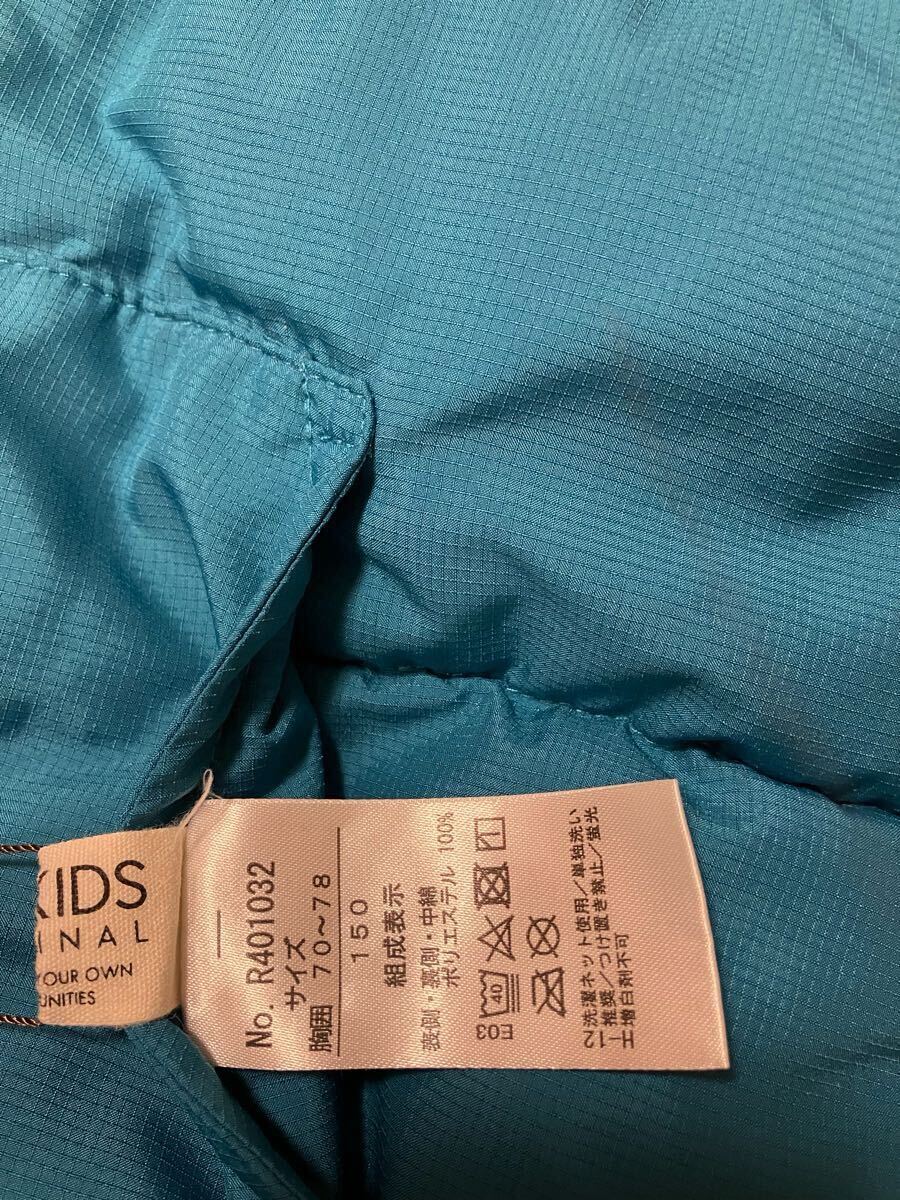 KIDS
INAL
YOUR OWN
UNITIES
No. R401032
サイズ
胸囲 70～78
150
組成表示
表側・裏側・中綿
ポリエステル 100%
40
洗濯ネット使用/単独洗い
推奨/つけ置き禁止/蛍光
増白剤不可